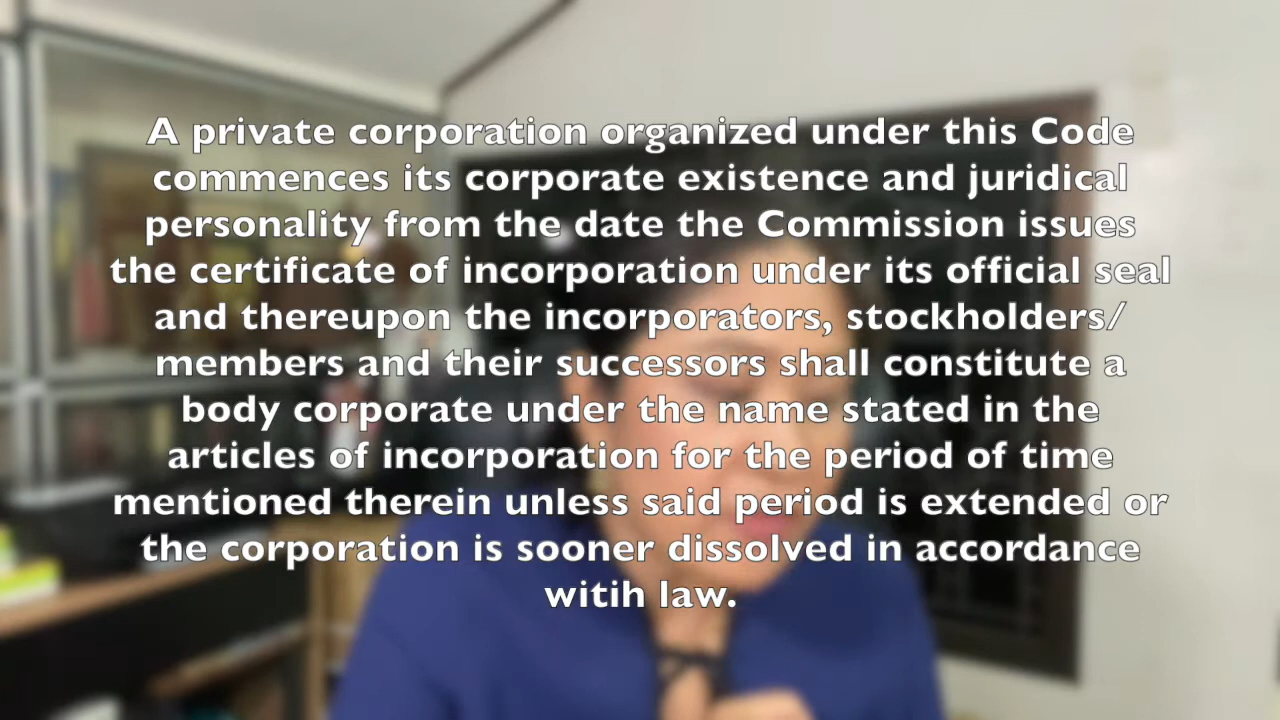 A private corporation organized under this Code
commences its corporate existence and juridical
personality from the date the Commission issues
the certificate of incorporation under its official seal
and thereupon the incorporators, stockholders/
members and their successors shall constitute a
body corporate under the name stated in the
articles of incorporation for the period of time
mentioned therein unless said period is extended or
the corporation is sooner dissolved in accordance
witih law.